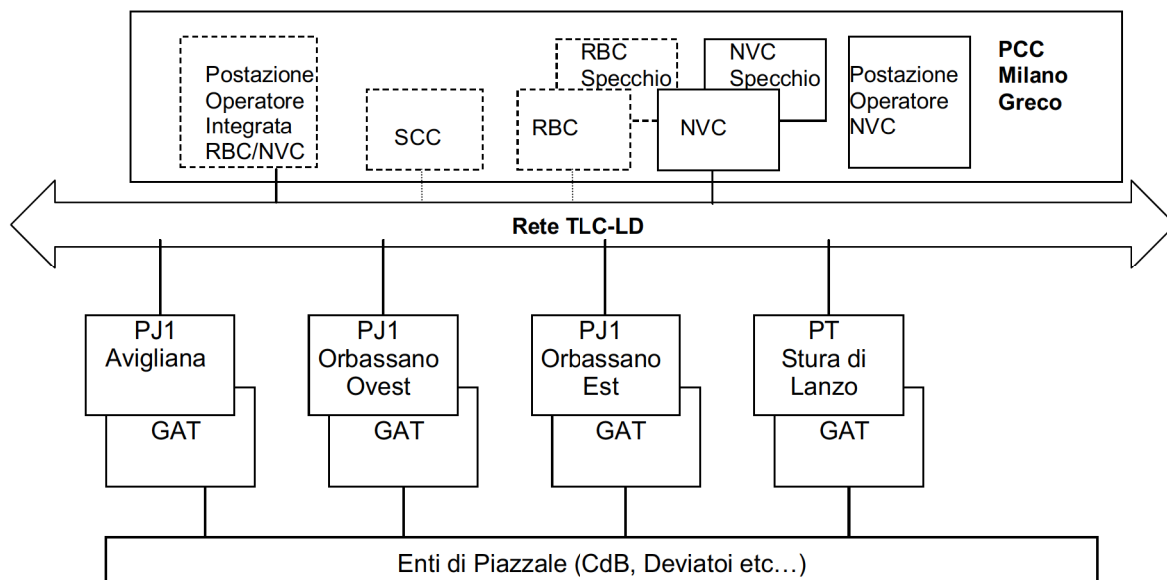 Postazione
Operatore
Integrata
RBC/NVC
SCC
RBC
Specchio
RBC
NVC
Specchio
NVC
Postazione
Operatore
NVC
PCC
Milano
Greco
Rete TLC-LD
PJ1
Avigliana
GAT
PJ1
Orbassano
Ovest
GAT
PJ1
Orbassano
Est
GAT
PT
Stura di
Lanzo
GAT
Enti di Piazzale (CdB, Deviatoi etc…)